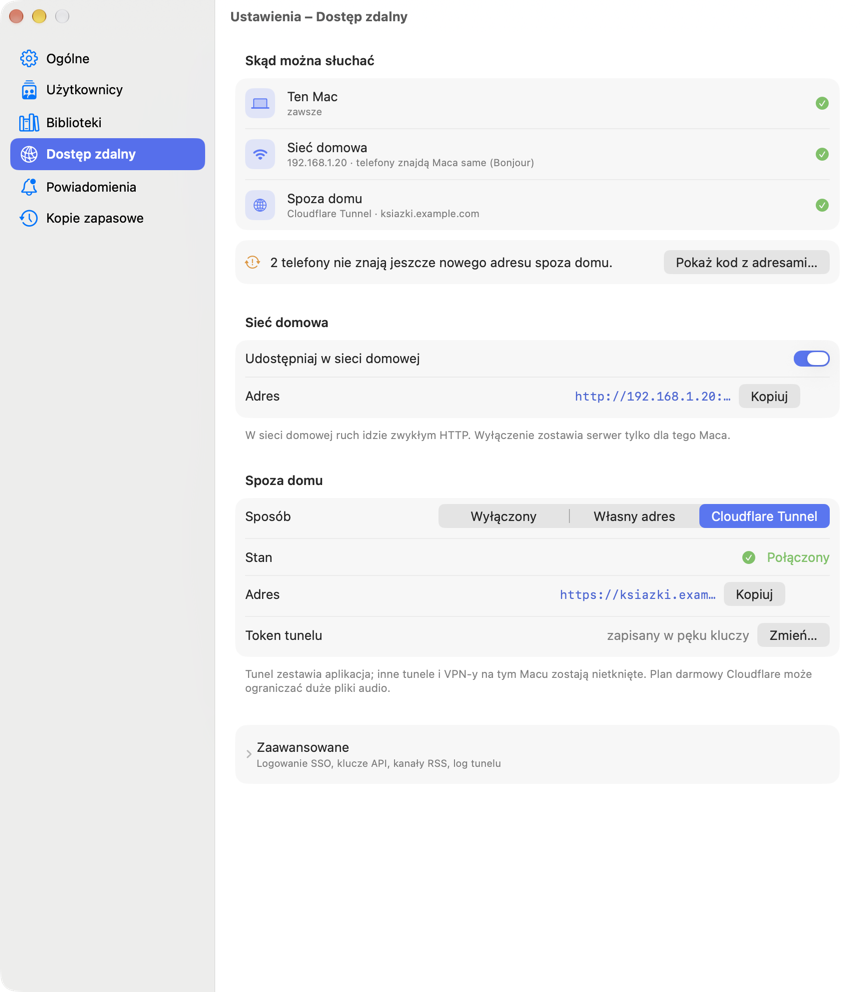 Ustawienia – Dostęp zdalny
Ogólne
Użytkownicy
Biblioteki
Dostęp zdalny
Powiadomienia
Kopie zapasowe
Skąd można słuchać
Ten Mac
zawsze
Sieć domowa
192.168.1.20 · telefony znajdą Maca same (Bonjour)
Spoza domu
Cloudflare Tunnel · ksiazki.example.com
2 telefony nie znają jeszcze nowego adresu spoza domu.
Pokaż kod z adresami...
Sieć domowa
Udostępniaj w sieci domowej
Adres
http://192.168.1.20:...
Kopiuj
W sieci domowej ruch idzie zwykłym HTTP. Wyłączenie zostawia serwer tylko dla tego Maca.
Spoza domu
Sposób
Wyłączony
Własny adres
Cloudflare Tunnel
Stan
Połączony
Adres
https://ksiazki.exam...
Kopiuj
Token tunelu
zapisany w pęku kluczy
Zmień...
Tunel zestawia aplikacja; inne tunele i VPN-y na tym Macu zostają nietknięte. Plan darmowy Cloudflare może
ograniczać duże pliki audio.
Zaawansowane
Logowanie SSO, klucze API, kanały RSS, log tunelu